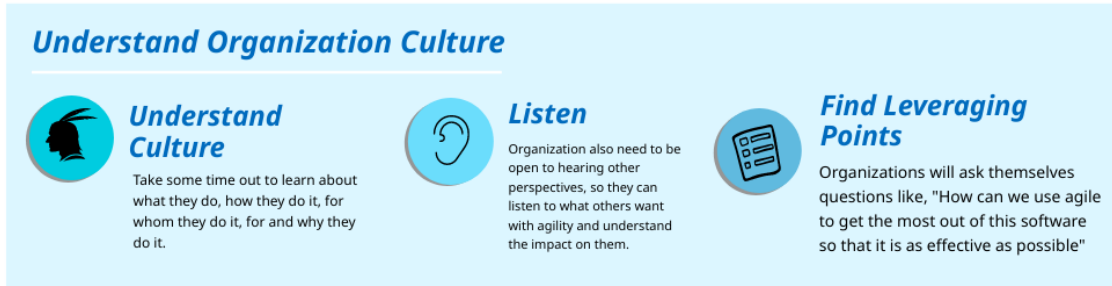 Understand Organization Culture
Understand
Culture
Take some time out to learn about
what they do, how they do it, for
whom they do it, for and why they
do it.
Listen
Organization also need to be
open to hearing other
perspectives, so they can
listen to what others want
with agility and understand
the impact on them.
Find Leveraging
Points
Organizations will ask themselves
questions like, "How can we use agile
to get the most out of this software
so that it is as effective as possible"